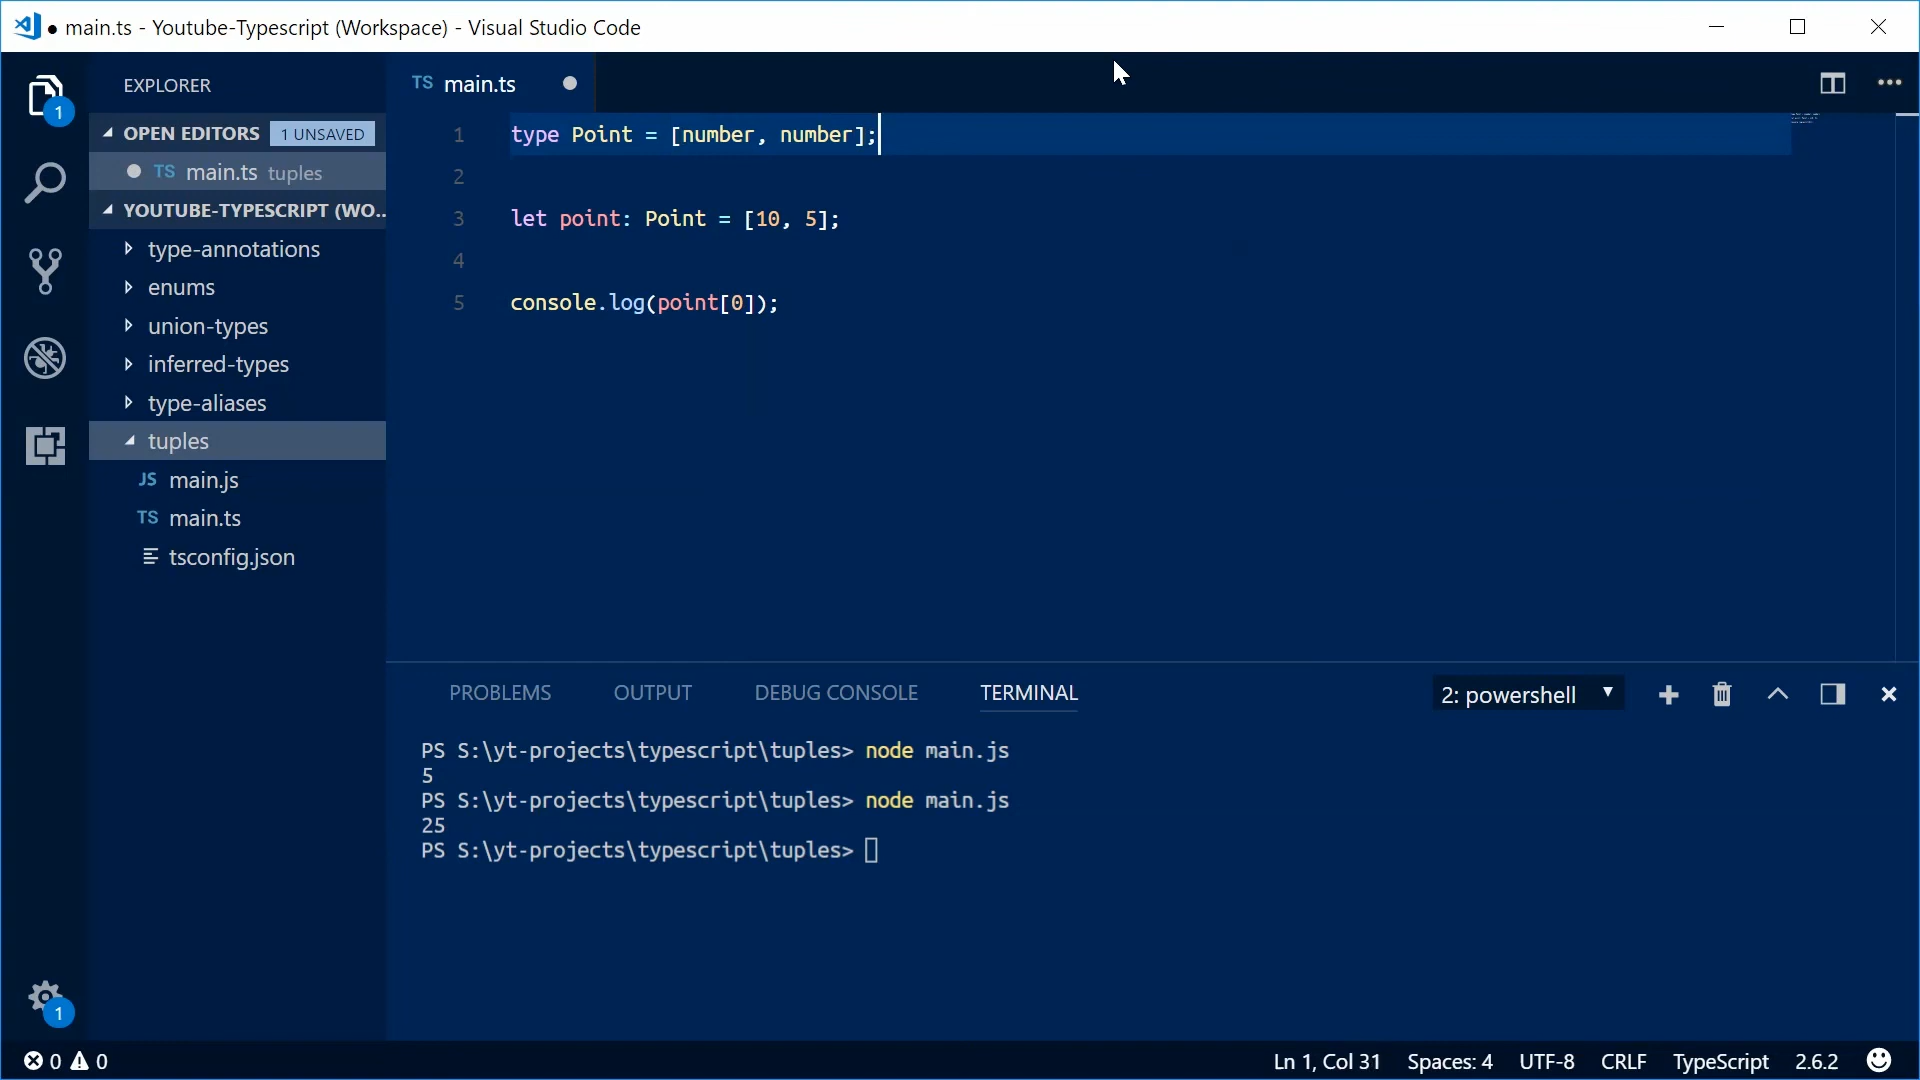 ● main.ts - Youtube-Typescript (Workspace) - Visual Studio Code
1
EXPLORER
OPEN EDITORS 1 UNSAVED
TS main.ts tuples
YOUTUBE-TYPESCRIPT (WO...
type-annotations
enums
union-types
inferred-types
type-aliases
tuples
JS main.js
TS main.ts
tsconfig.json
1
TS main.ts
1 type Point = [number, number];
2
3 let point: Point = [10, 5];
4
5 console.log(point[0]);
PROBLEMS OUTPUT DEBUG CONSOLE TERMINAL 2: powershell
PS S:\yt-projects\typescript\tuples> node main.js
5
PS S:\yt-projects\typescript\tuples> node main.js
25
PS S:\yt-projects\typescript\tuples>
0 0 Ln 1, Col 31 Spaces: 4 UTF-8 CRLF TypeScript 2.6.2